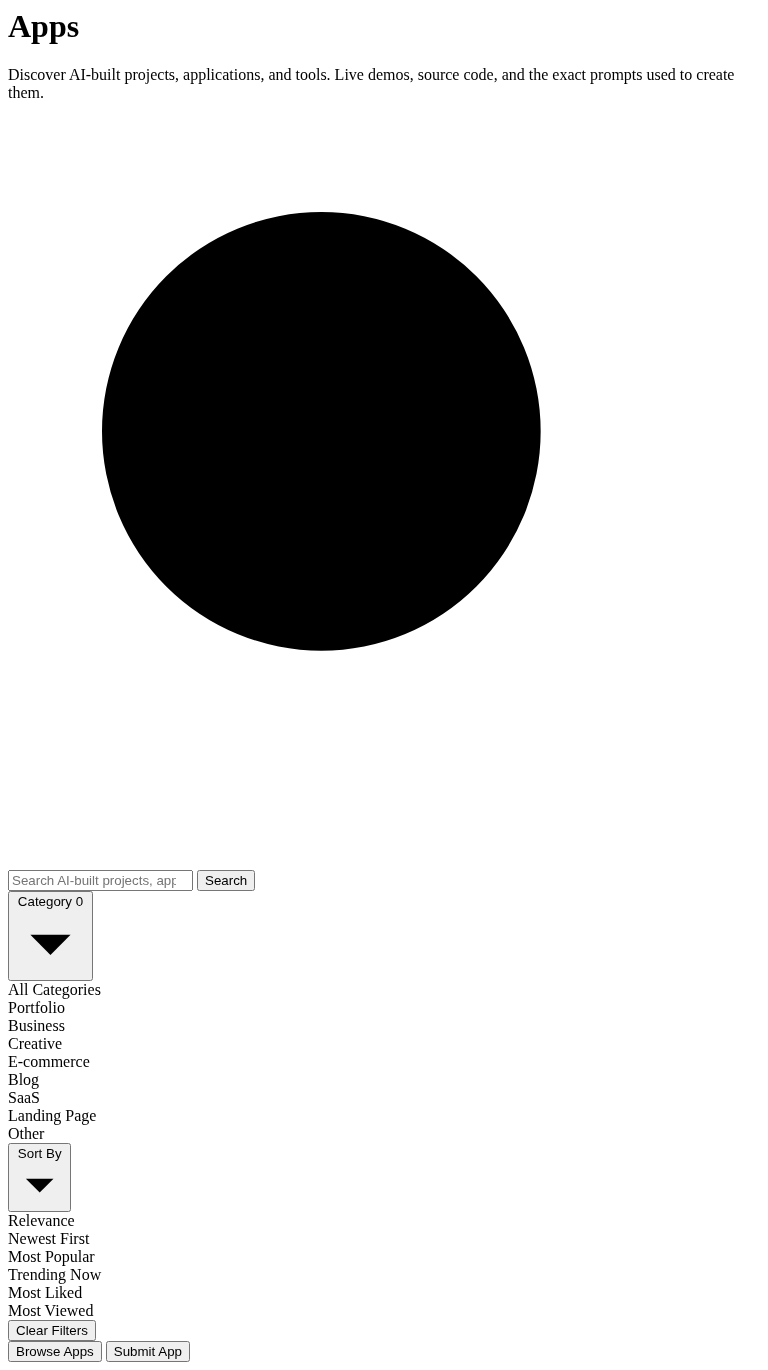 Apps
Discover AI-built projects, applications, and tools. Live demos, source code, and the exact prompts used to create
them.
Search AI-built projects, app
Search
Category 0
All Categories
Portfolio
Business
Creative
E-commerce
Blog
SaaS
Landing Page
Other
Sort By
Relevance
Newest First
Most Popular
Trending Now
Most Liked
Most Viewed
Clear Filters
Browse Apps Submit App